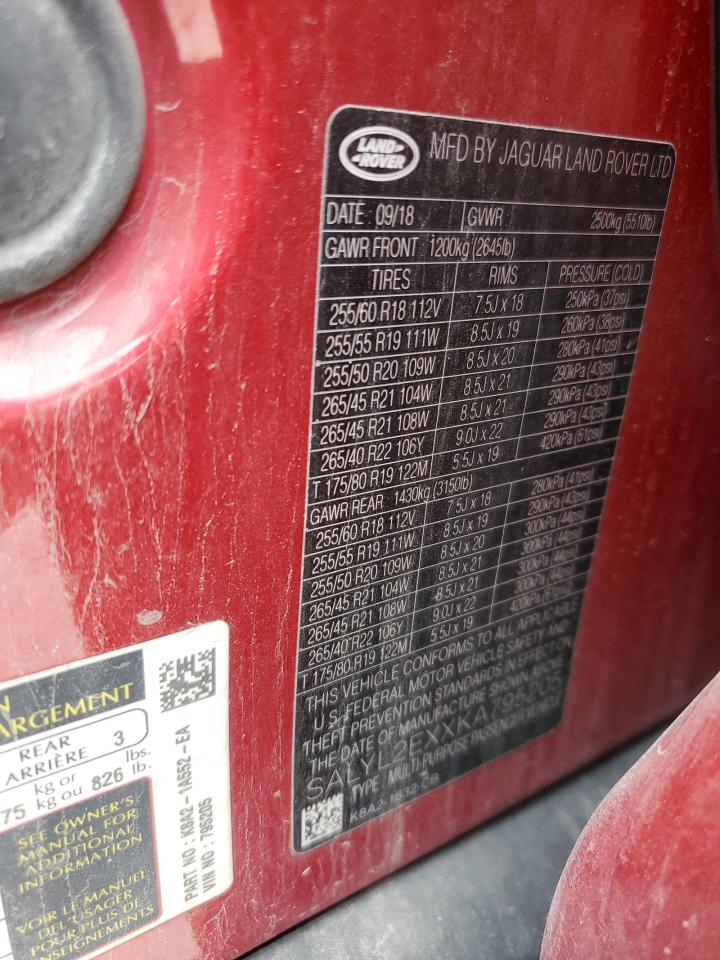 LAND
ROVER
MFD BY JAGUAR LAND ROVER LTD
DATE 09/18 GVWR 2500kg (5510lb)
GAWR FRONT 1200kg (2645lb)
TIRES RIMS PRESSURE (COLD)
255/60 R18 112V 7.5J x 18 250kPa (37psi)
255/55 R19 111W 8.5J x 19 260kPa (38psi)
255/50 R20 109W 8.5J x 20 280kPa (41psi)
265/45 R21 104W 8.5J x 21 290kPa (43psi)
265/45 R21 108W 8.5J x 21 290kPa (43psi)
265/40 R22 106Y 9.0J x 22 290kPa (43psi)
T 175/80 R19 122M 5.5J x 19 420kPa (61psi)
GAWR REAR 1430kg (3150lb)
255/60 R18 112V 7.5J x 18 280kPa (41psi)
255/55 R19 111W 8.5J x 19 290kPa (43psi)
255/50 R20 109W 8.5J x 20 300kPa (44psi)
265/45 R21 104W 8.5J x 21 300kPa (44psi)
265/45 R21 108W 8.5J x 21 300kPa (44psi)
265/40 R22 106Y 9.0J x 22 300kPa (44psi)
T 175/80 R19 122M 5.5J x 19 420kPa (61psi)
THIS VEHICLE CONFORMS TO ALL APPLICABLE
U.S. FEDERAL MOTOR VEHICLE SAFETY AND
THEFT PREVENTION STANDARDS IN EFFECT ON
THE DATE OF MANUFACTURE SHOWN ABOVE
SALYL2EXXKA795205
TYPE MULTI-PURPOSE PASSENGER VEHICLE
K8A2-1532-CB
N
ARGEMENT
REAR
ARRIÈRE 3
75 kg or 826 lbs.
kg ou lb.
SEE OWNER'S
MANUAL FOR
ADDITIONAL
INFORMATION
VOIR LE MANUEL
DE L'USAGER
POUR PLUS DE
ENSEIGNEMENTS
PART NO : K8A2-1A552-EA
VIN NO : 795205